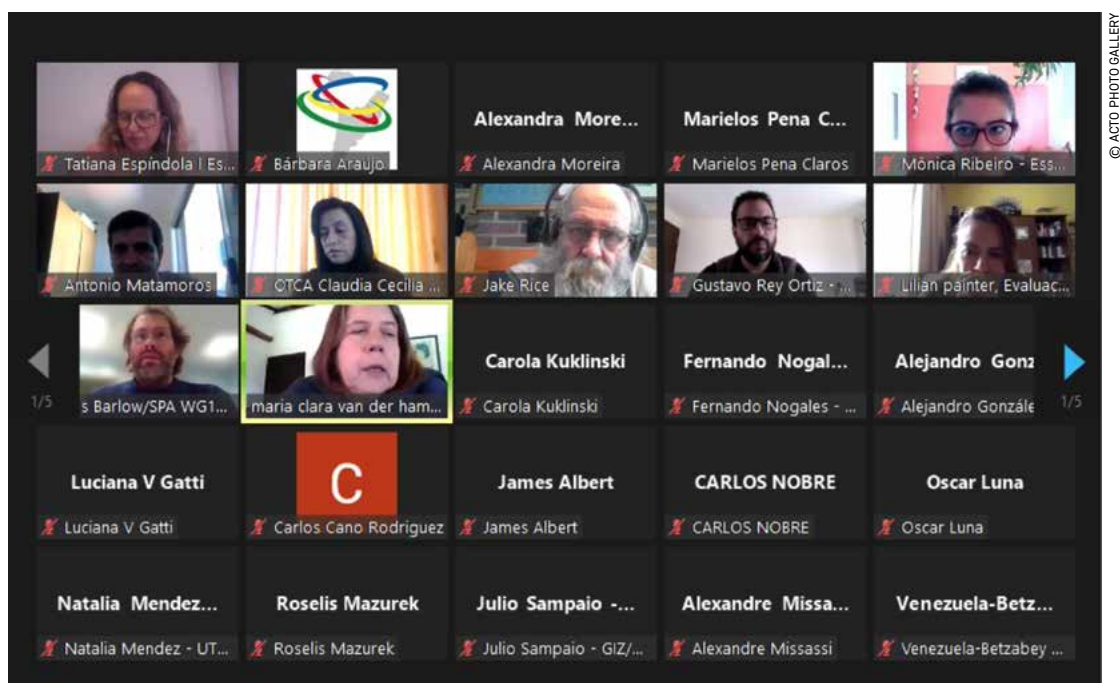 © ACTO PHOTO GALLERY
Tatiana Espíndola l Es...
Bárbara Araujo
Alexandra More...
Alexandra Moreira
Marielos Pena C...
Marielos Pena Claros
Mônica Ribeiro - Ess...
Antonio Matamoros
OTCA Claudia Cecilia ...
Jake Rice
Gustavo Rey Ortiz - ...
Lilian painter, Evaluaç...
1/5
s Barlow/SPA WG1...
maria clara van der ham...
Carola Kuklinski
Carola Kuklinski
Fernando Nogal...
Fernando Nogales - ...
Alejandro Gonz
Alejandro Gonzále
1/5
Luciana V Gatti
Luciana V Gatti
C
Carlos Cano Rodriguez
James Albert
James Albert
CARLOS NOBRE
CARLOS NOBRE
Oscar Luna
Oscar Luna
Natalia Mendez...
Natalia Mendez - UT...
Roselis Mazurek
Roselis Mazurek
Julio Sampaio -...
Julio Sampaio - GIZ/...
Alexandre Missa...
Alexandre Missassi
Venezuela-Betz...
Venezuela-Betzabey ...